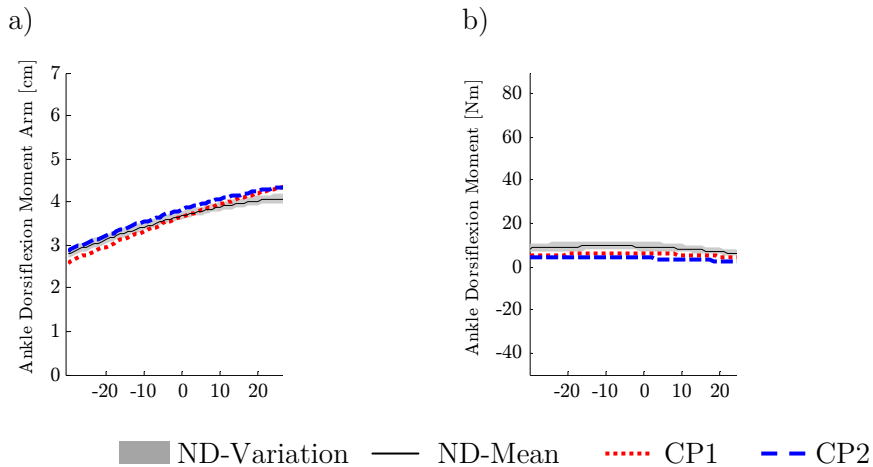 a)
b)
Ankle Dorsiflexion Moment Arm [cm]
7
6
5
4
3
2
1
0
-20 -10 0 10 20
Ankle Dorsiflexion Moment [Nm]
80
60
40
20
0
-20
-40
-20 0 20
ND-Variation ND-Mean CP1 CP2